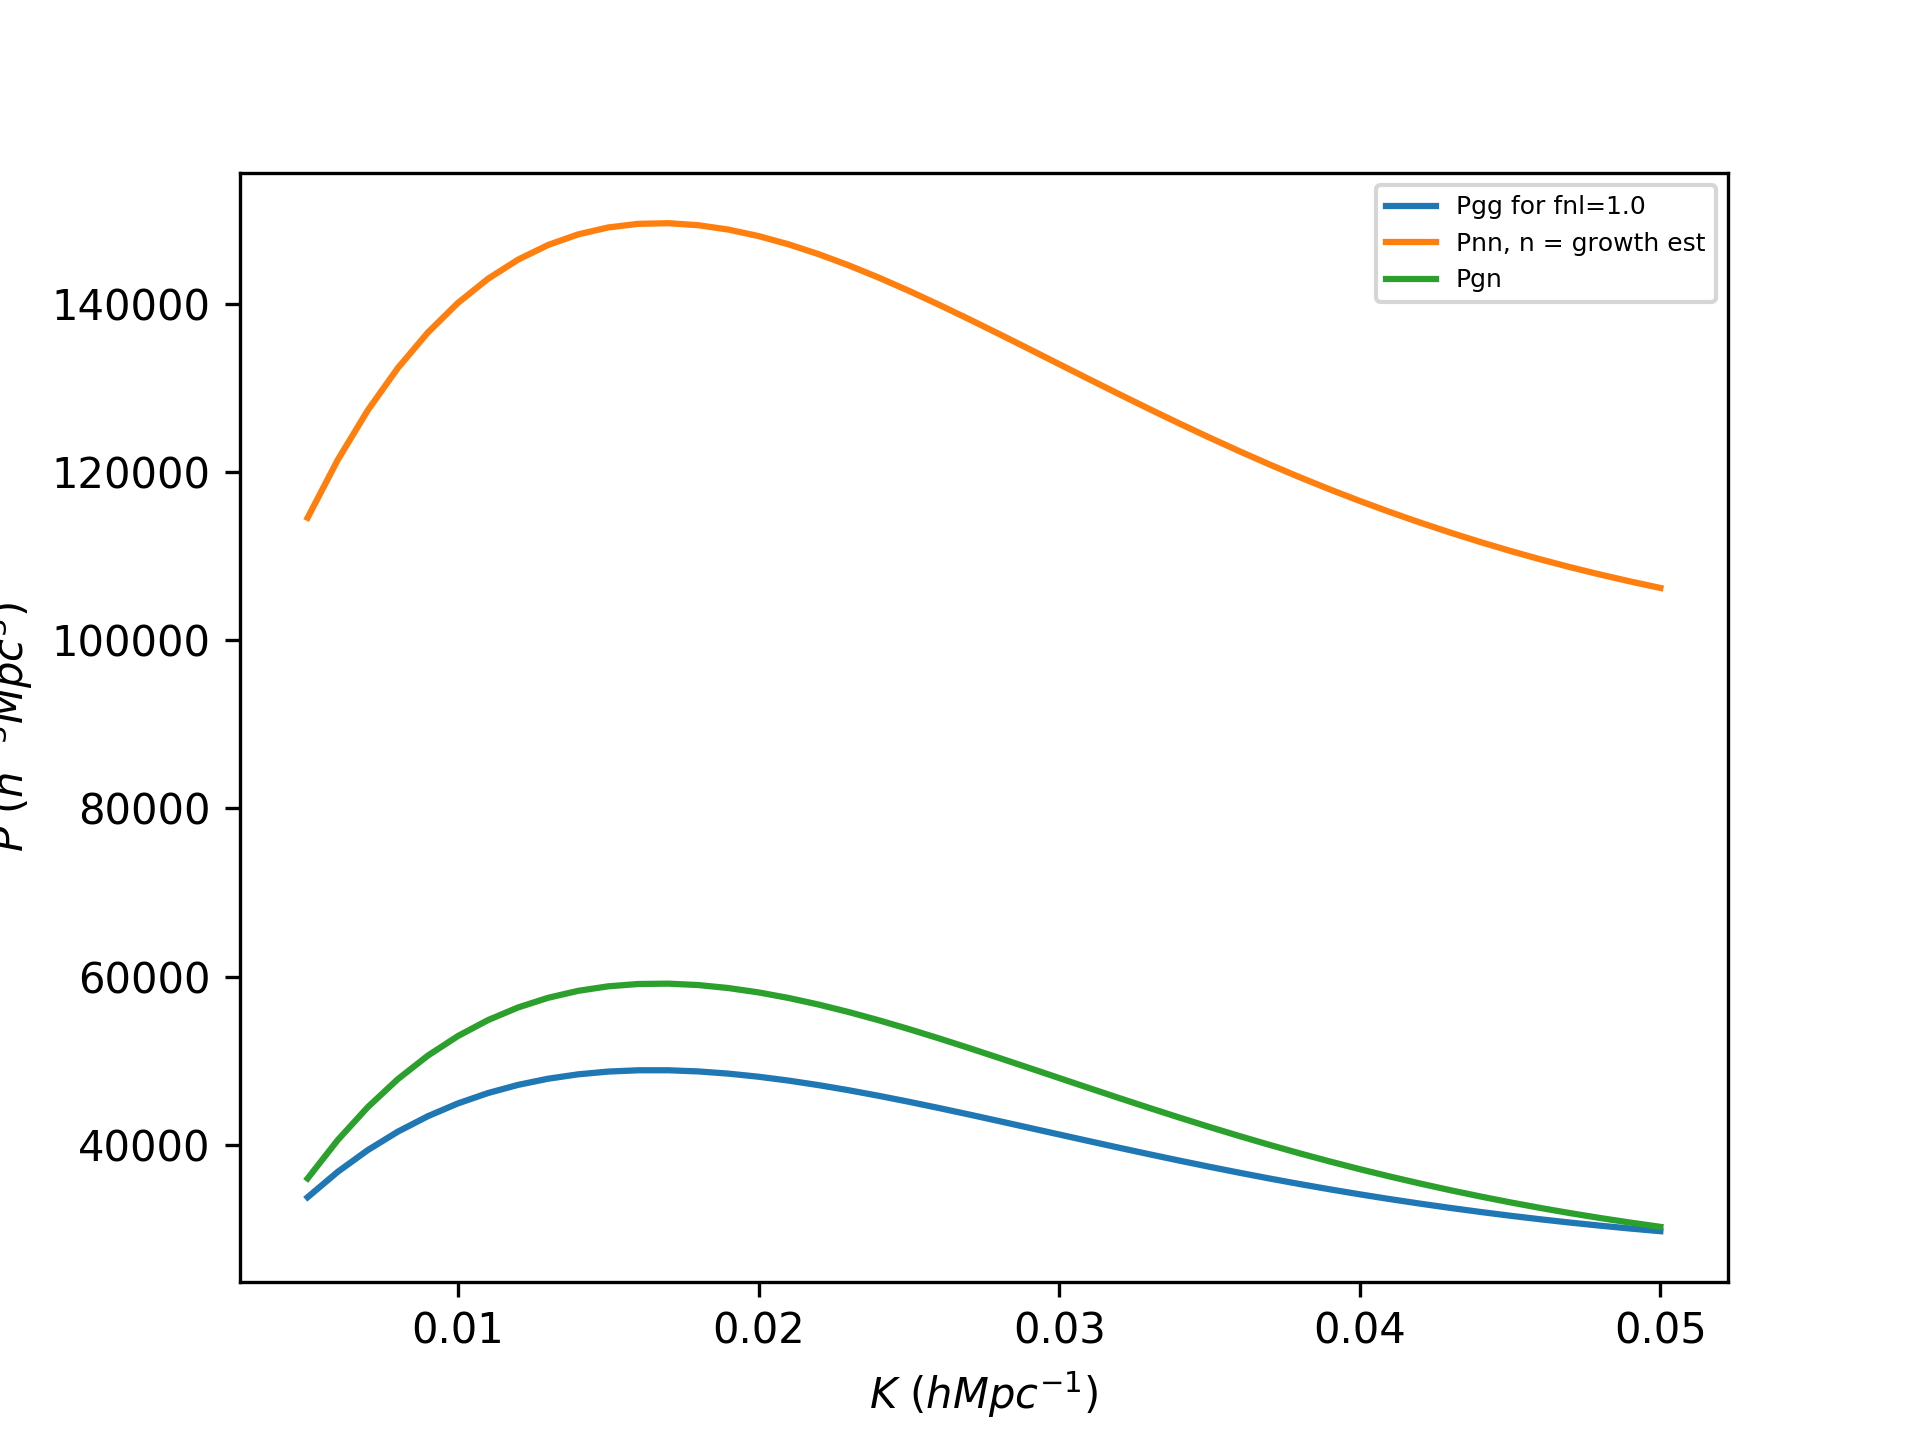 Pgg for fnl=1.0
Pnn, n = growth est
Pgn
140000
120000
100000
80000
60000
40000
P (h⁻³Mpc³)
0.01 0.02 0.03 0.04 0.05
K (hMpc⁻¹)